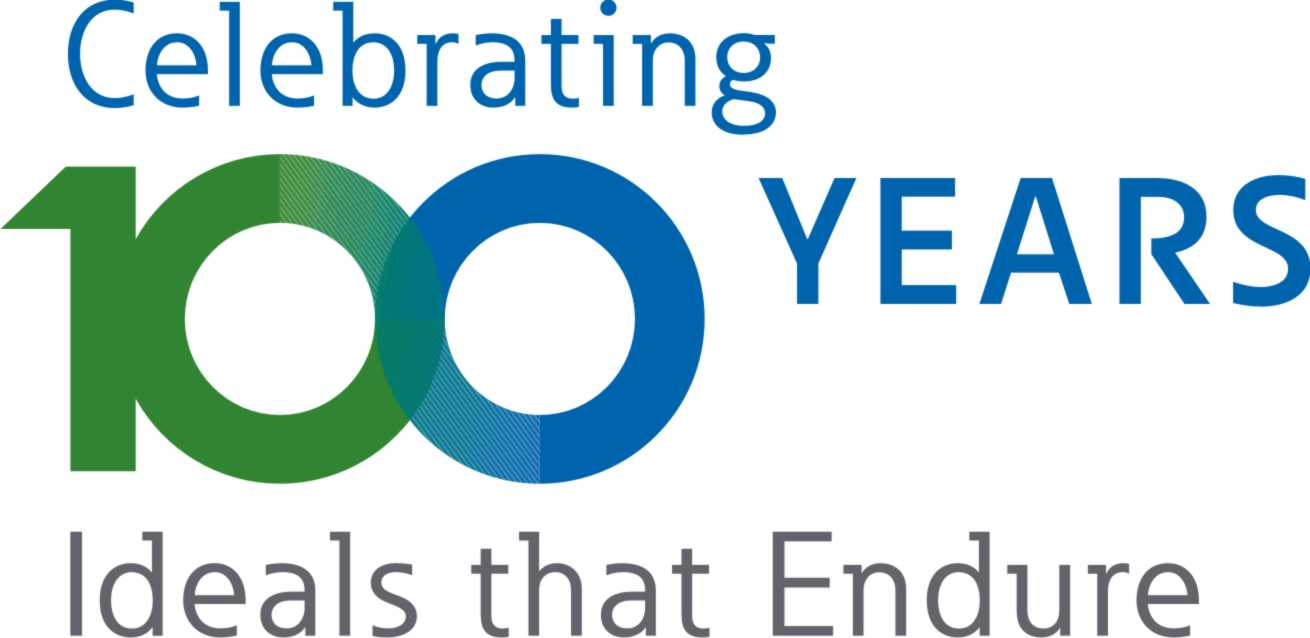 Celebrating
100 YEARS
Ideals that Endure